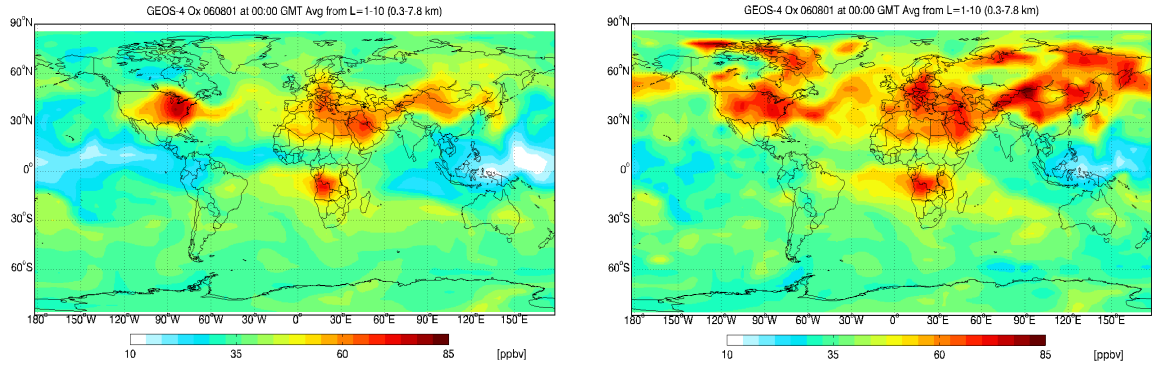 GEOS-4 Ox 060801 at 00:00 GMT Avg from L=1-10 (0.3-7.8 km)
90°N
60°N
30°N
0°
30°S
60°S
180°W 150°W 120°W 90°W 60°W 30°W 0° 30°E 60°E 90°E 120°E 150°E
10 35 60 85 [ppbv]
GEOS-4 Ox 060801 at 00:00 GMT Avg from L=1-10 (0.3-7.8 km)
90°N
60°N
30°N
0°
30°S
60°S
180°W 150°W 120°W 90°W 60°W 30°W 0° 30°E 60°E 90°E 120°E 150°E
10 35 60 85 [ppbv]